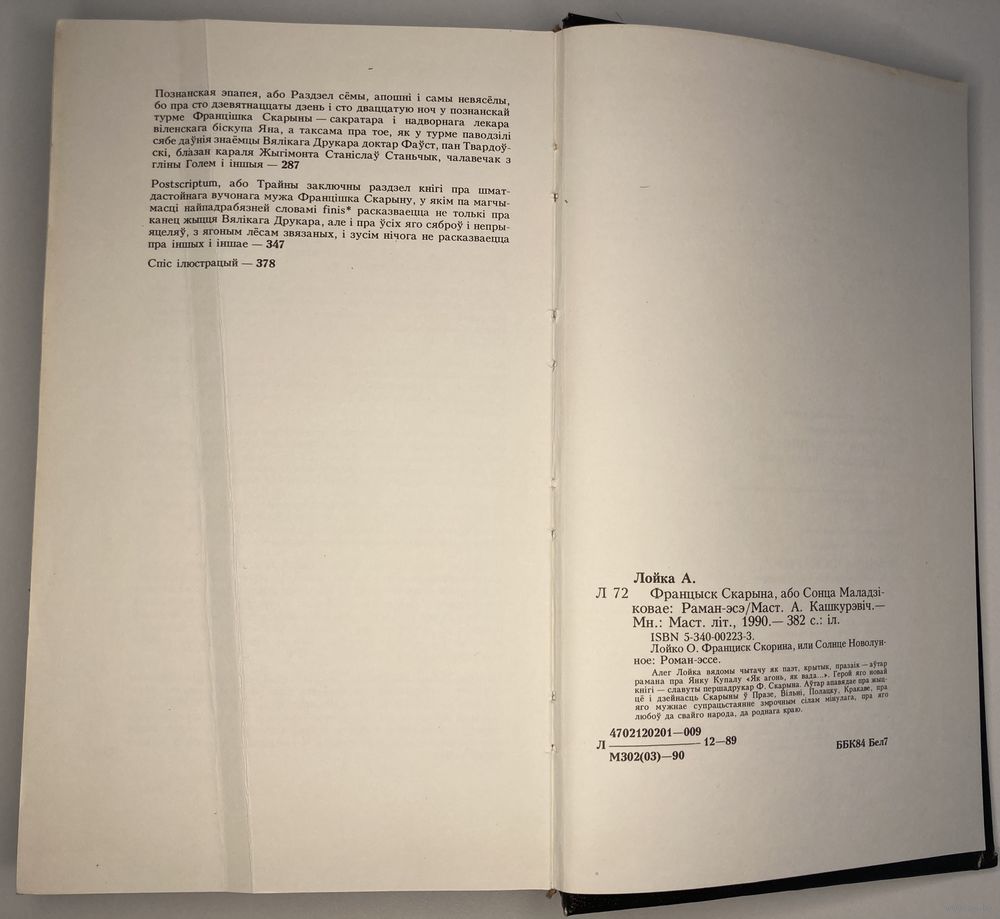 Познанская эпапея, або Раздзел сёмы, апошні і самы невясёлы,
бо пра сто дзевятнаццаты дзень і сто дваццатую ноч у познанскай
турме Францішка Скарыны — сакратара і надворнага лекара
віленскага біскупа Яна, а таксама пра тое, як у турме паводзілі
сябе даўнія знаёмцы Вялікага Друкара доктар Фаўст, пан Твардоў-
скі, блазан караля Жыгімонта Станіслаў Станьчык, чалавечак з
гліны Голем і іншыя — 287
Postscriptum, або Трайны заключны раздзел кнігі пра шмат-
дастойнага вучонага мужа Францішка Скарыну, у якім па магчы-
масці найпадрабязней словамі finis* расказваецца не толькі пра
канец жыцця Вялікага Друкара, але і пра ўсіх яго сяброў і непры-
яцеляў, з ягоным лёсам звязаных, і зусім нічога не расказваецца
пра іншых і іншае — 347
Спіс ілюстрацый — 378
Лойка А.
Л 72 Францыск Скарына, або Сонца Маладзі-
ковае: Раман-эсэ/Маст. А. Кашкурэвіч.—
Мн.: Маст. літ., 1990.— 382 с.: іл.
ISBN 5-340-00223-3.
Лойко О. Франциск Скорина, или Солнце Новолун-
ное: Роман-эссе.
Алег Лойка вядомы чытачу як паэт, крытык, празаік — аўтар
рамана пра Янку Купалу «Як агонь, як вада...». Герой яго новай
кнігі — славуты першадрукар Ф. Скарына. Аўтар апавядае пра жыц-
цё і дзейнасць Скарыны ў Празе, Вільні, Полацку, Кракаве, пра
яго мужнае супрацьстаянне змрочным сілам мінулага, пра яго
любоў да свайго народа, да роднага краю.
4702120201—009
Л ————— 12—89 ББК84 Бел7
М302(03)—90